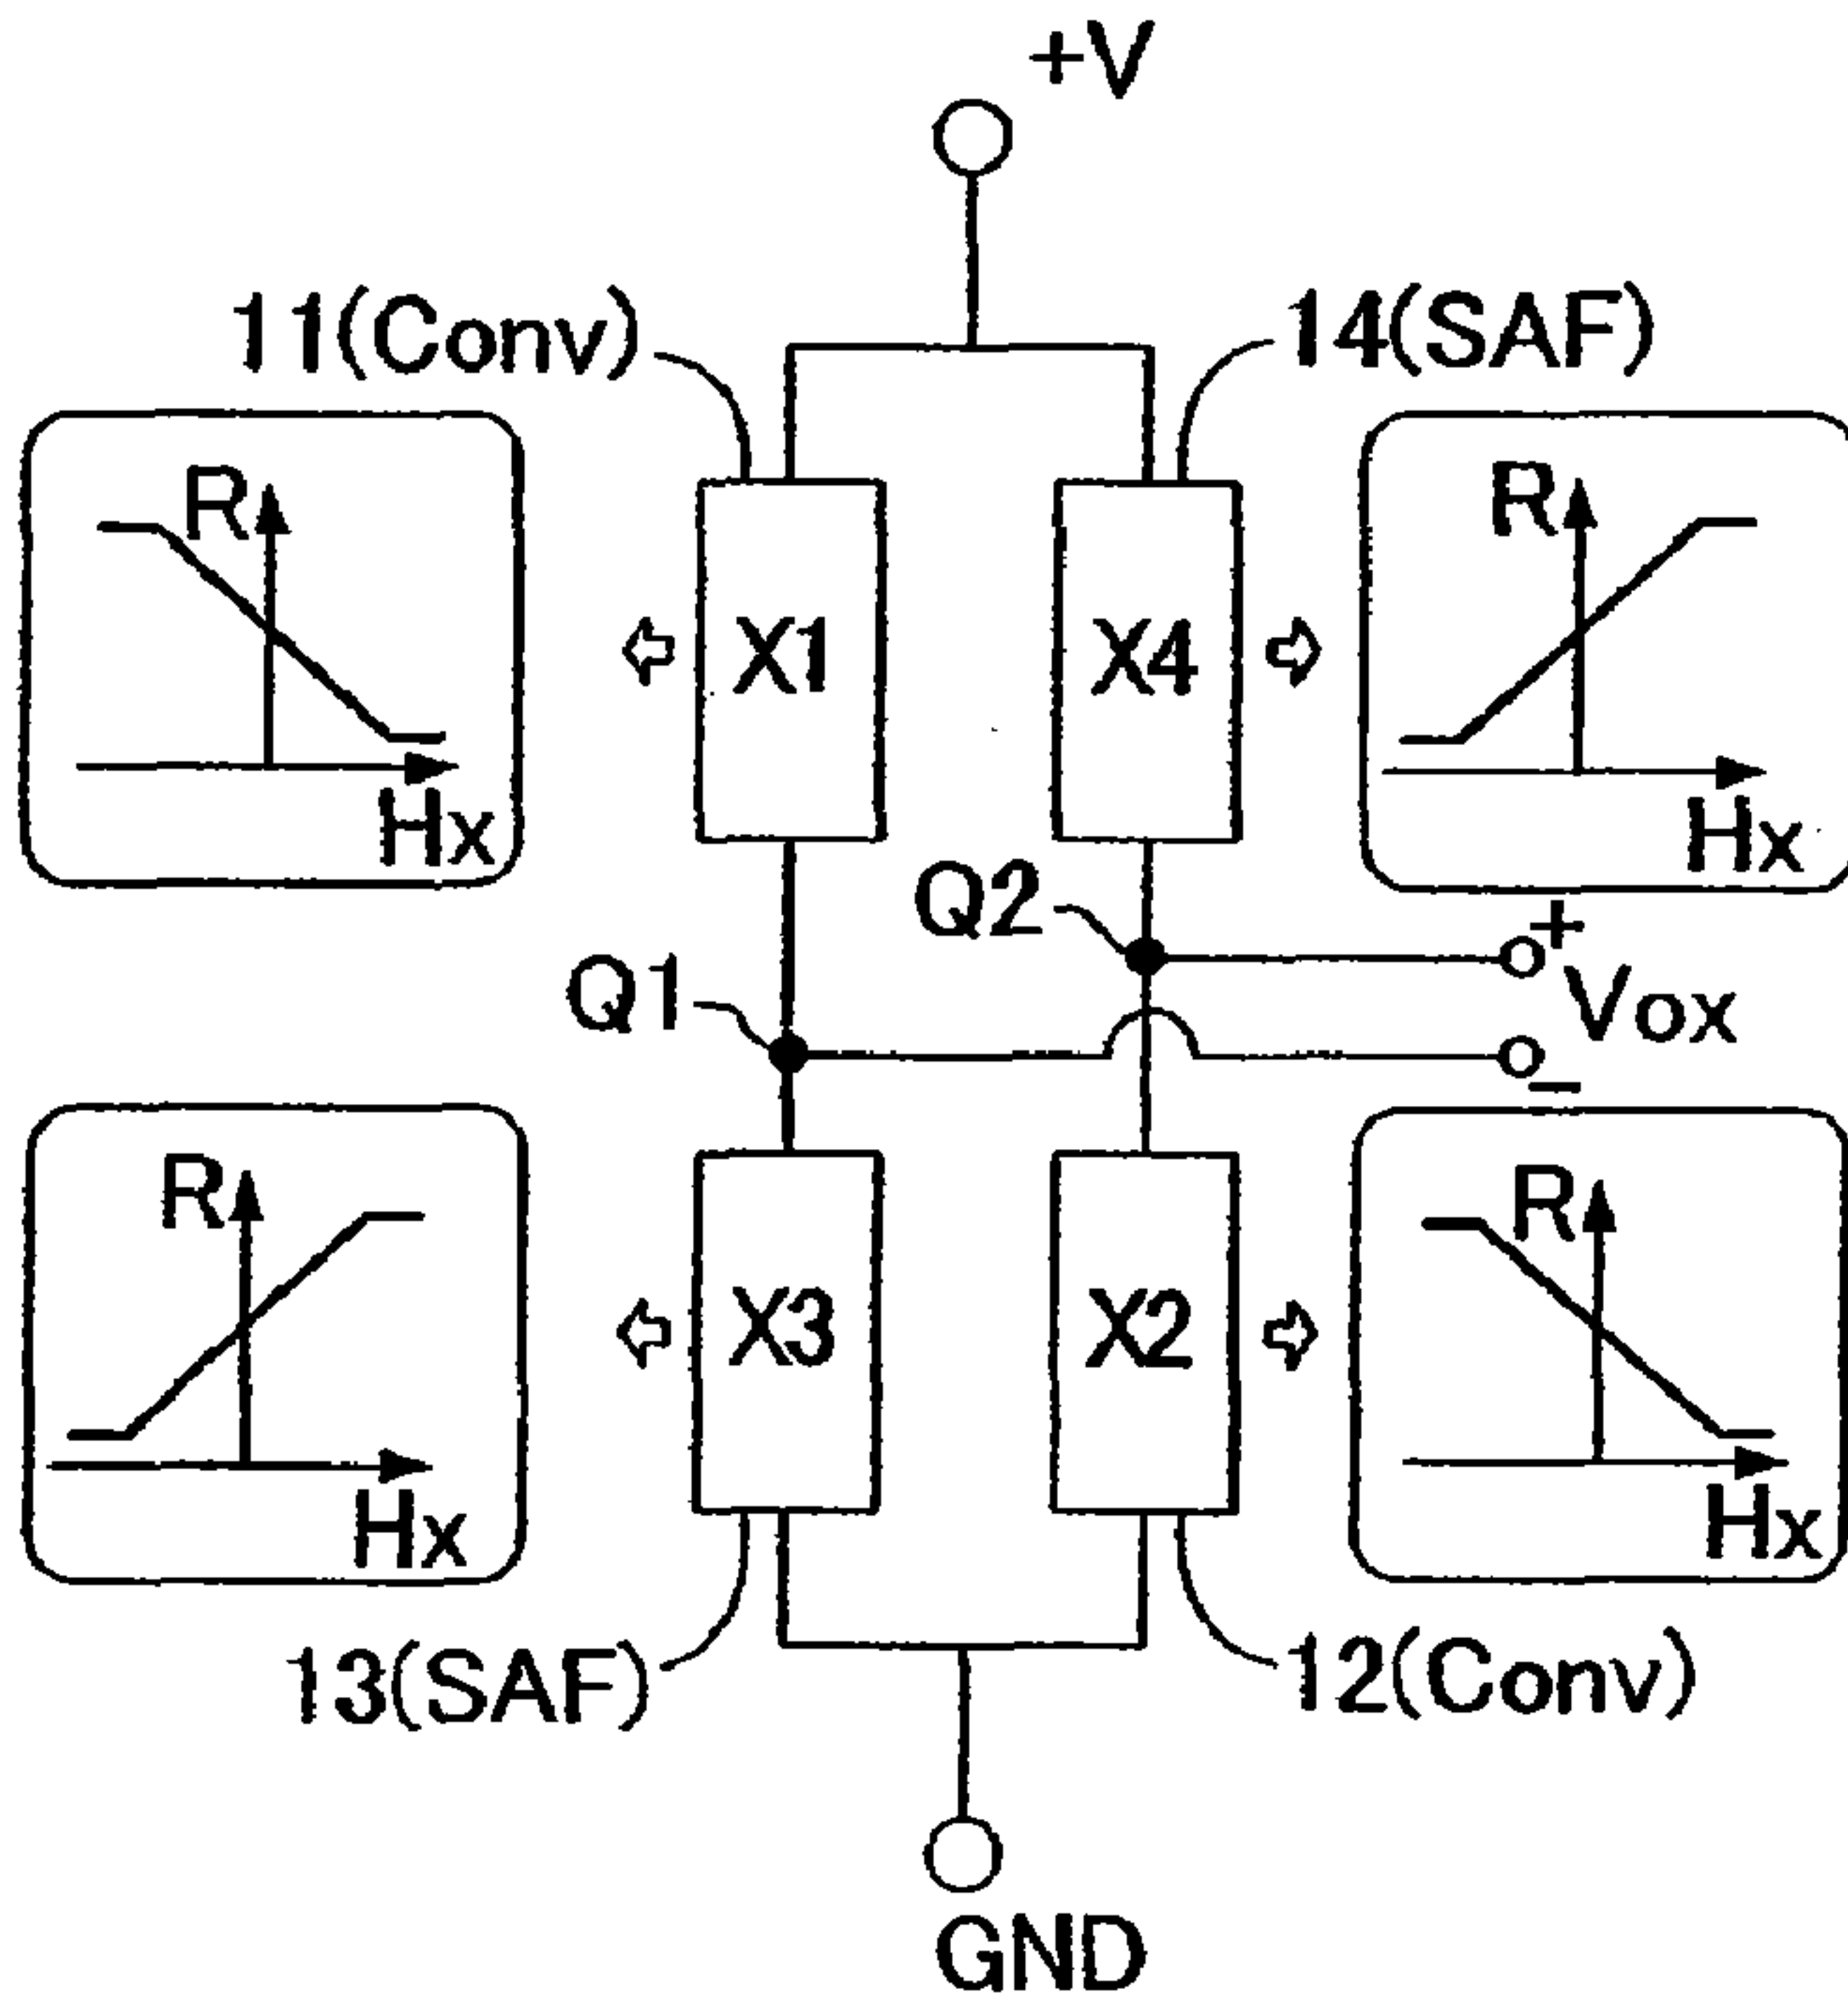 +V
11(Conv)
14(SAF)
R
R
X1
X4
Hx
Hx
Q2
+
Q1
Vox
−
R
R
X3
X2
Hx
Hx
13(SAF)
12(Conv)
GND